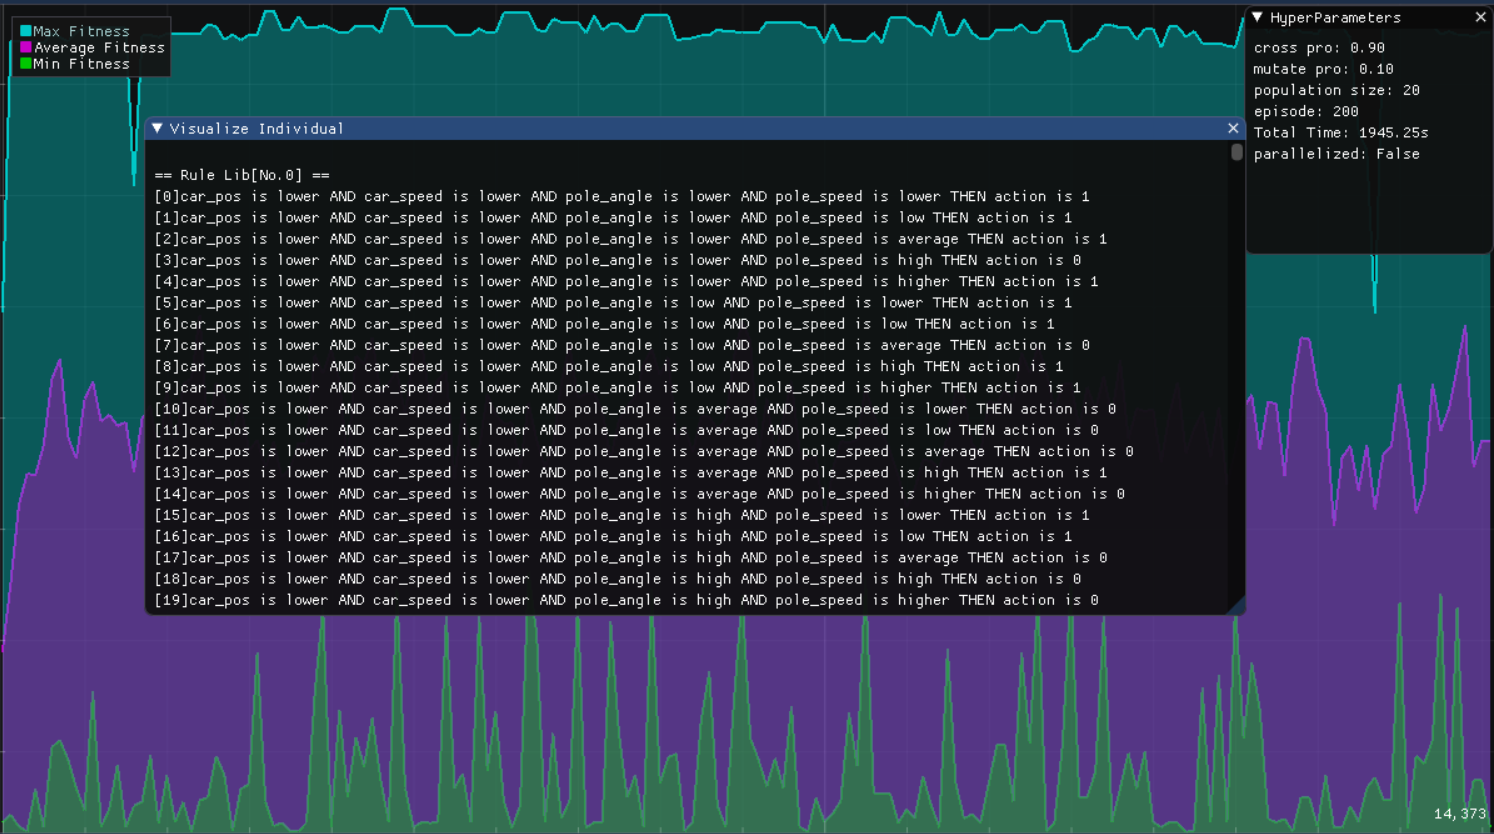 Max Fitness
Average Fitness
Min Fitness
▼ HyperParameters
cross pro: 0.90
mutate pro: 0.10
population size: 20
episode: 200
Total Time: 1945.25s
parallelized: False
▼ Visualize Individual
== Rule Lib[No.0] ==
[0]car_pos is lower AND car_speed is lower AND pole_angle is lower AND pole_speed is lower THEN action is 1
[1]car_pos is lower AND car_speed is lower AND pole_angle is lower AND pole_speed is low THEN action is 1
[2]car_pos is lower AND car_speed is lower AND pole_angle is lower AND pole_speed is average THEN action is 1
[3]car_pos is lower AND car_speed is lower AND pole_angle is lower AND pole_speed is high THEN action is 0
[4]car_pos is lower AND car_speed is lower AND pole_angle is lower AND pole_speed is higher THEN action is 1
[5]car_pos is lower AND car_speed is lower AND pole_angle is low AND pole_speed is lower THEN action is 1
[6]car_pos is lower AND car_speed is lower AND pole_angle is low AND pole_speed is low THEN action is 1
[7]car_pos is lower AND car_speed is lower AND pole_angle is low AND pole_speed is average THEN action is 0
[8]car_pos is lower AND car_speed is lower AND pole_angle is low AND pole_speed is high THEN action is 1
[9]car_pos is lower AND car_speed is lower AND pole_angle is low AND pole_speed is higher THEN action is 1
[10]car_pos is lower AND car_speed is lower AND pole_angle is average AND pole_speed is lower THEN action is 0
[11]car_pos is lower AND car_speed is lower AND pole_angle is average AND pole_speed is low THEN action is 0
[12]car_pos is lower AND car_speed is lower AND pole_angle is average AND pole_speed is average THEN action is 0
[13]car_pos is lower AND car_speed is lower AND pole_angle is average AND pole_speed is high THEN action is 1
[14]car_pos is lower AND car_speed is lower AND pole_angle is average AND pole_speed is higher THEN action is 0
[15]car_pos is lower AND car_speed is lower AND pole_angle is high AND pole_speed is lower THEN action is 1
[16]car_pos is lower AND car_speed is lower AND pole_angle is high AND pole_speed is low THEN action is 1
[17]car_pos is lower AND car_speed is lower AND pole_angle is high AND pole_speed is average THEN action is 0
[18]car_pos is lower AND car_speed is lower AND pole_angle is high AND pole_speed is high THEN action is 0
[19]car_pos is lower AND car_speed is lower AND pole_angle is high AND pole_speed is higher THEN action is 0
14,373